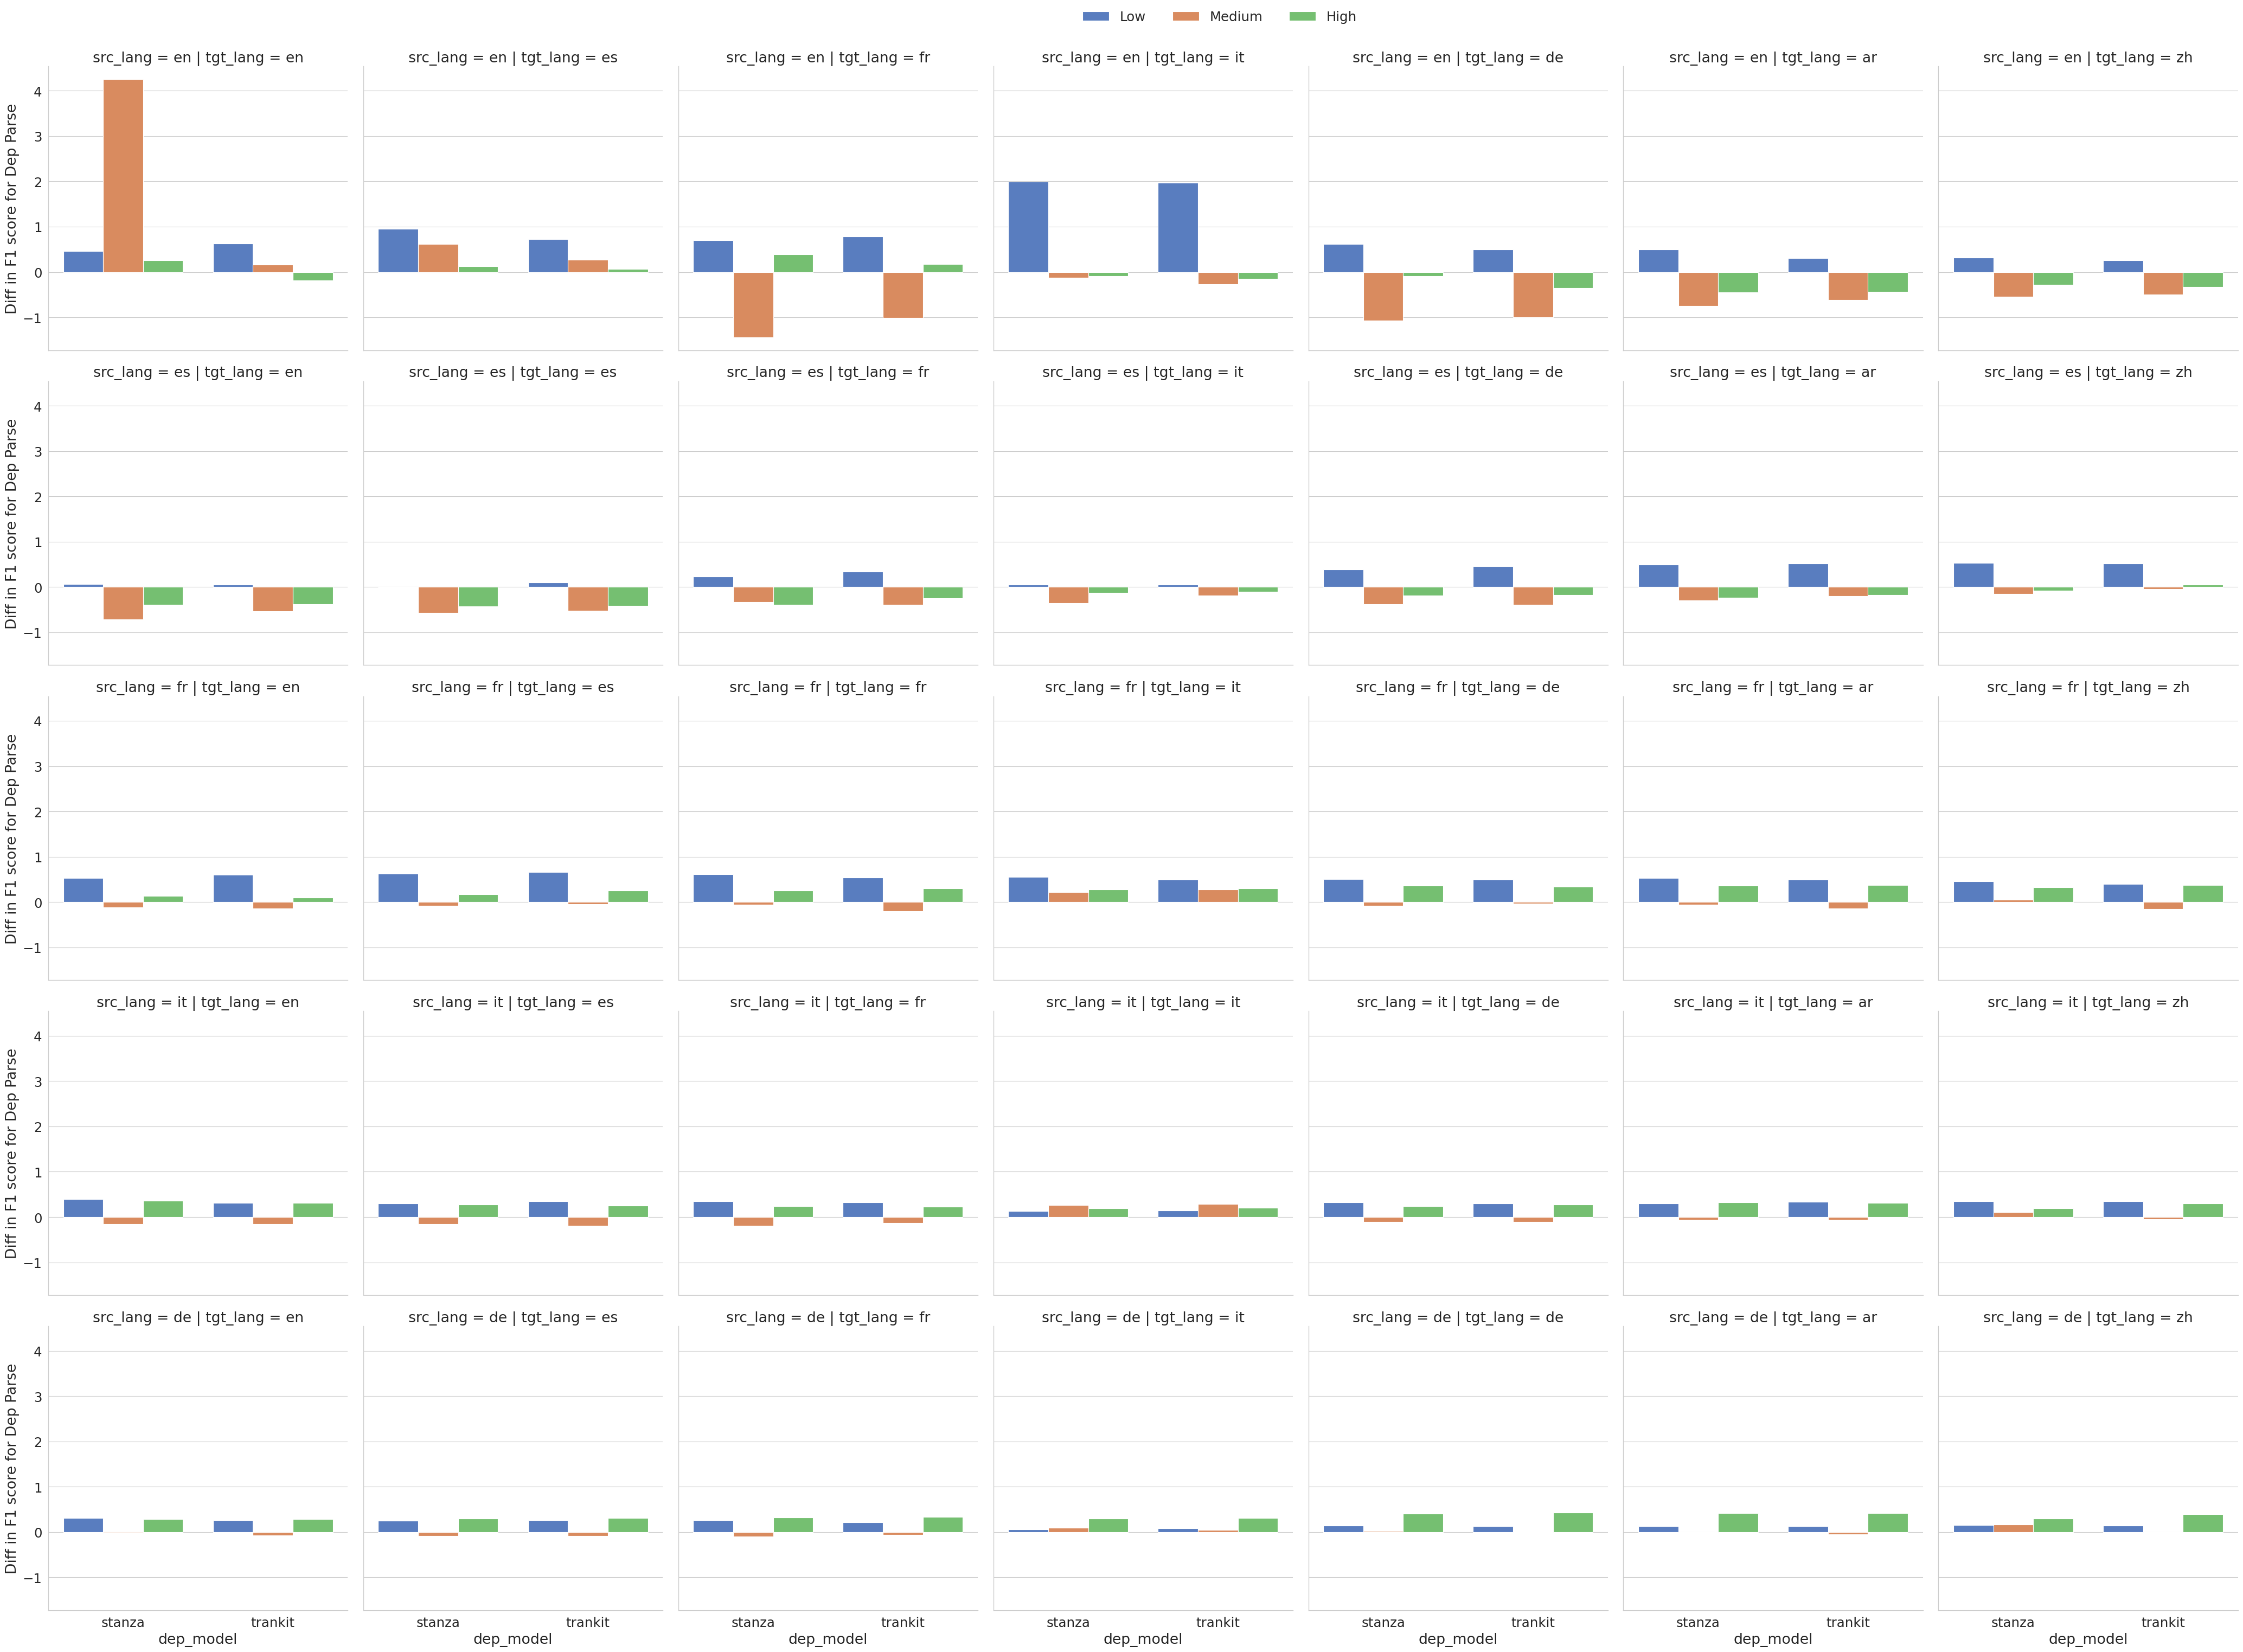 Low Medium High
src_lang = en | tgt_lang = en src_lang = en | tgt_lang = es src_lang = en | tgt_lang = fr src_lang = en | tgt_lang = it src_lang = en | tgt_lang = de src_lang = en | tgt_lang = ar src_lang = en | tgt_lang = zh
Diff in F1 score for Dep Parse
4
3
2
1
0
−1
src_lang = es | tgt_lang = en src_lang = es | tgt_lang = es src_lang = es | tgt_lang = fr src_lang = es | tgt_lang = it src_lang = es | tgt_lang = de src_lang = es | tgt_lang = ar src_lang = es | tgt_lang = zh
Diff in F1 score for Dep Parse
4
3
2
1
0
−1
src_lang = fr | tgt_lang = en src_lang = fr | tgt_lang = es src_lang = fr | tgt_lang = fr src_lang = fr | tgt_lang = it src_lang = fr | tgt_lang = de src_lang = fr | tgt_lang = ar src_lang = fr | tgt_lang = zh
Diff in F1 score for Dep Parse
4
3
2
1
0
−1
src_lang = it | tgt_lang = en src_lang = it | tgt_lang = es src_lang = it | tgt_lang = fr src_lang = it | tgt_lang = it src_lang = it | tgt_lang = de src_lang = it | tgt_lang = ar src_lang = it | tgt_lang = zh
Diff in F1 score for Dep Parse
4
3
2
1
0
−1
src_lang = de | tgt_lang = en src_lang = de | tgt_lang = es src_lang = de | tgt_lang = fr src_lang = de | tgt_lang = it src_lang = de | tgt_lang = de src_lang = de | tgt_lang = ar src_lang = de | tgt_lang = zh
Diff in F1 score for Dep Parse
4
3
2
1
0
−1
stanza trankit stanza trankit stanza trankit stanza trankit stanza trankit stanza trankit stanza trankit
dep_model dep_model dep_model dep_model dep_model dep_model dep_model